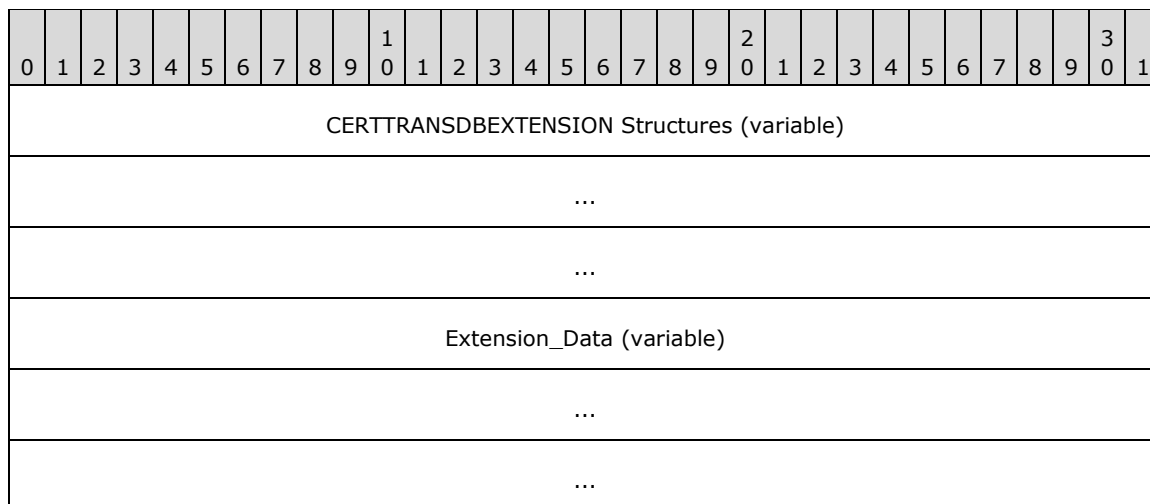 1 2 3
0 1 2 3 4 5 6 7 8 9 0 1 2 3 4 5 6 7 8 9 0 1 2 3 4 5 6 7 8 9 0 1
CERTTRANSDBEXTENSION Structures (variable)
...
...
Extension_Data (variable)
...
...